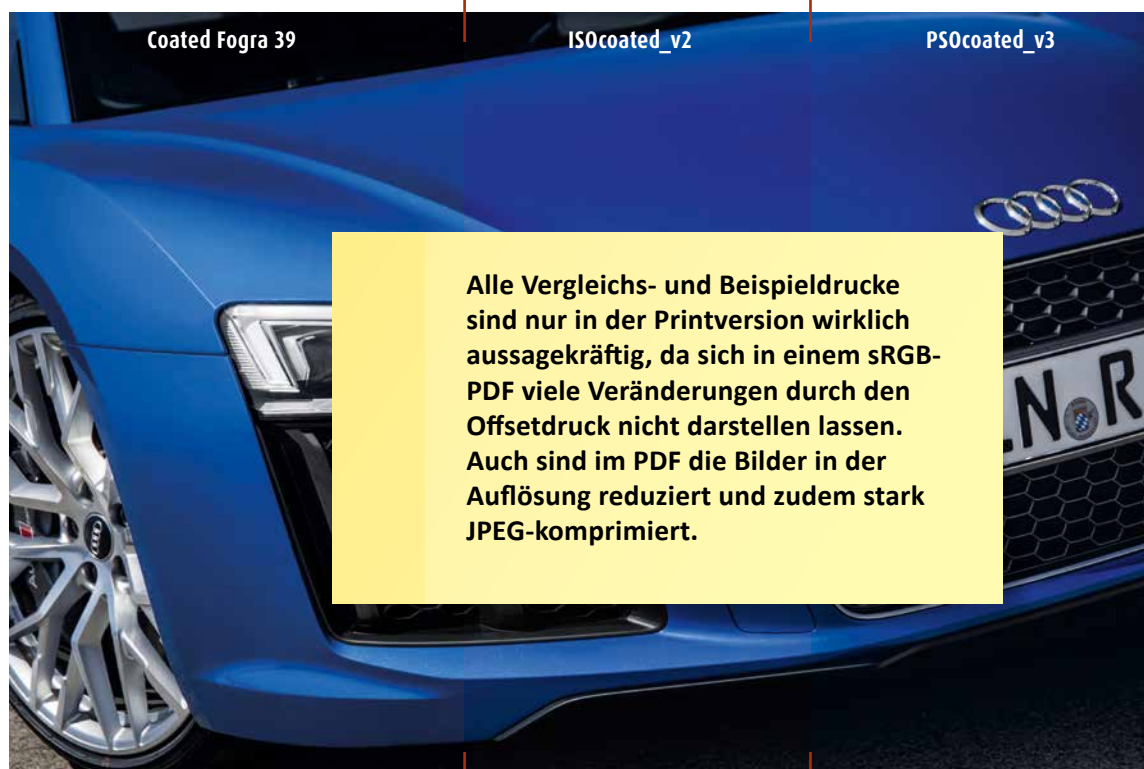 Coated Fogra 39
ISOcoated_v2
PSOcoated_v3
Alle Vergleichs- und Beispieldrucke
sind nur in der Printversion wirklich
aussagekräftig, da sich in einem sRGB-
PDF viele Veränderungen durch den
Offsetdruck nicht darstellen lassen.
Auch sind im PDF die Bilder in der
Auflösung reduziert und zudem stark
JPEG-komprimiert.
N R